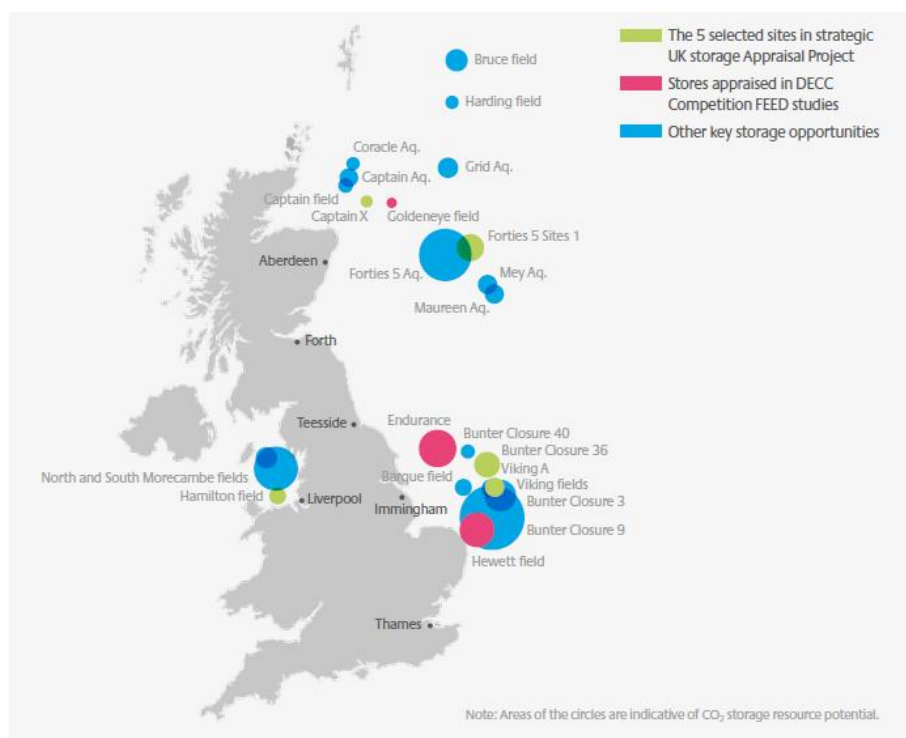 The 5 selected sites in strategic
UK storage Appraisal Project
Stores appraised in DECC
Competition FEED studies
Other key storage opportunities
Bruce field
Harding field
Coracle Aq.
Captain Aq.
Grid Aq.
Captain field
Captain X
Goldeneye field
Forties 5 Sites 1
Aberdeen
Forties 5 Aq.
Mey Aq.
Maureen Aq.
Forth
Teesside
Endurance
Bunter Closure 40
Bunter Closure 36
Barque field
Viking A
Viking fields
North and South Morecambe fields
Hamilton field
Liverpool
Immingham
Bunter Closure 3
Bunter Closure 9
Hewett field
Thames
Note: Areas of the circles are indicative of CO₂ storage resource potential.